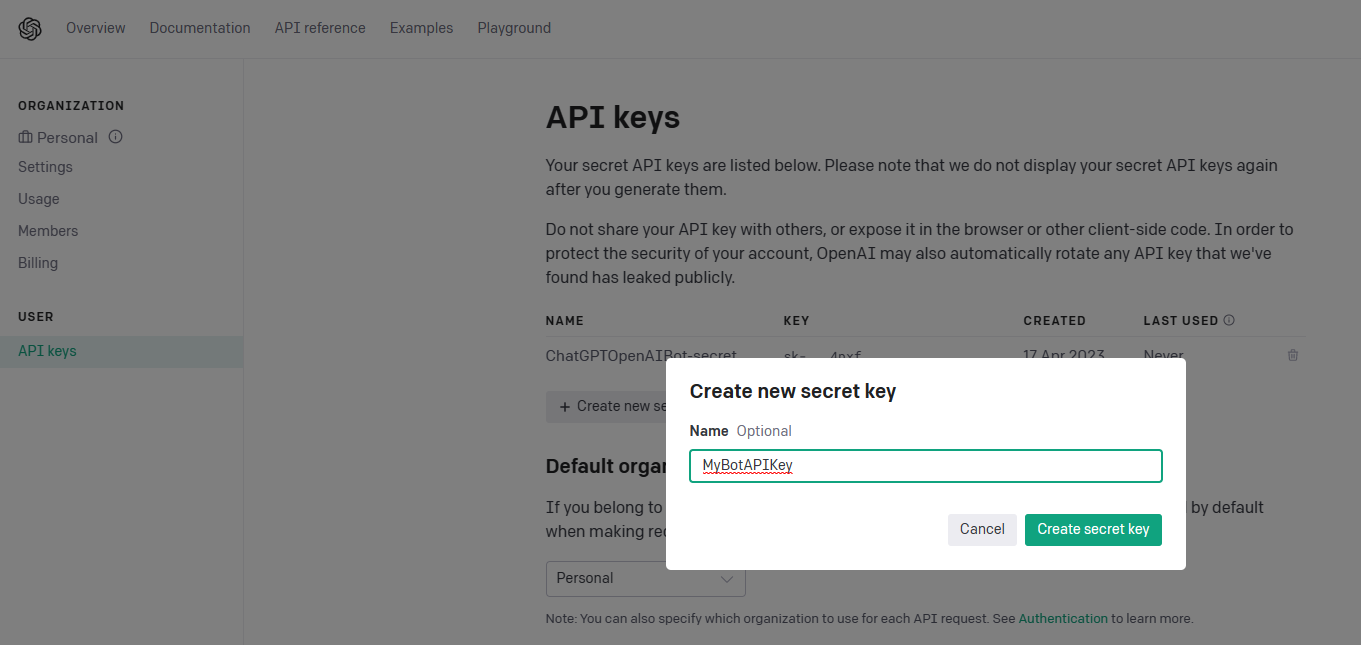 Overview Documentation API reference Examples Playground
ORGANIZATION
Personal
Settings
Usage
Members
Billing
USER
API keys
API keys
Your secret API keys are listed below. Please note that we do not display your secret API keys again
after you generate them.
Do not share your API key with others, or expose it in the browser or other client-side code. In order to
protect the security of your account, OpenAI may also automatically rotate any API key that we've
found has leaked publicly.
NAME KEY CREATED LAST USED
ChatGPTOpenAIBot-secret sk-...4nxf 17 Apr 2023 Never
+ Create new se
Create new secret key
Name Optional
MyBotAPIKey
Cancel Create secret key
Default orga
If you belong to by default
when making rec
Personal
Note: You can also specify which organization to use for each API request. See Authentication to learn more.